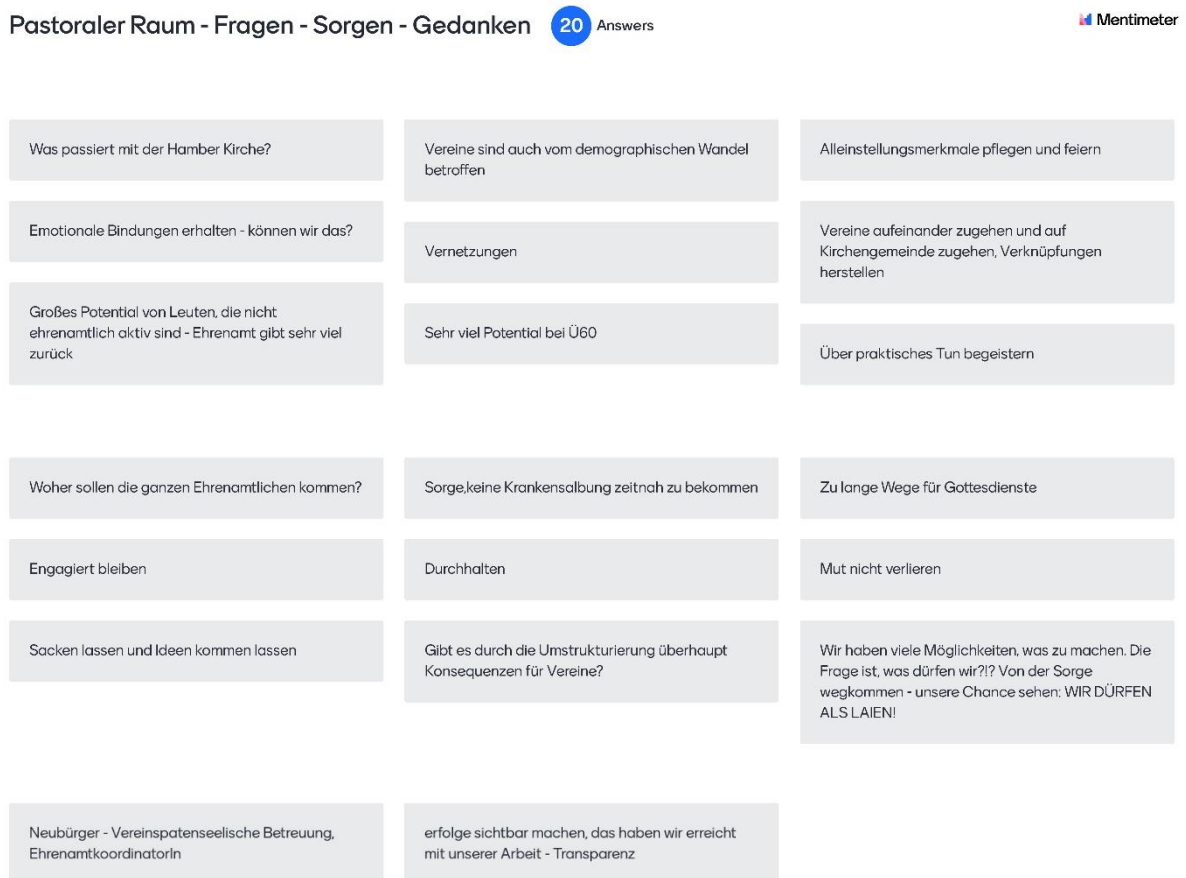 Pastoraler Raum - Fragen - Sorgen - Gedanken
20 Answers
Mentimeter
Was passiert mit der Hamber Kirche?
Emotionale Bindungen erhalten - können wir das?
Großes Potential von Leuten, die nicht
ehrenamtlich aktiv sind - Ehrenamt gibt sehr viel
zurück
Vereine sind auch vom demographischen Wandel
betroffen
Vernetzungen
Sehr viel Potential bei Ü60
Alleinstellungsmerkmale pflegen und feiern
Vereine aufeinander zugehen und auf
Kirchengemeinde zugehen, Verknüpfungen
herstellen
Über praktisches Tun begeistern
Woher sollen die ganzen Ehrenamtlichen kommen?
Engagiert bleiben
Sacken lassen und Ideen kommen lassen
Sorge,keine Krankensalbung zeitnah zu bekommen
Durchhalten
Gibt es durch die Umstrukturierung überhaupt
Konsequenzen für Vereine?
Zu lange Wege für Gottesdienste
Mut nicht verlieren
Wir haben viele Möglichkeiten, was zu machen. Die
Frage ist, was dürfen wir?!? Von der Sorge
wegkommen - unsere Chance sehen: WIR DÜRFEN
ALS LAIEN!
Neubürger - Vereinspatenseelische Betreuung,
EhrenamtkoordinatorIn
erfolge sichtbar machen, das haben wir erreicht
mit unserer Arbeit - Transparenz